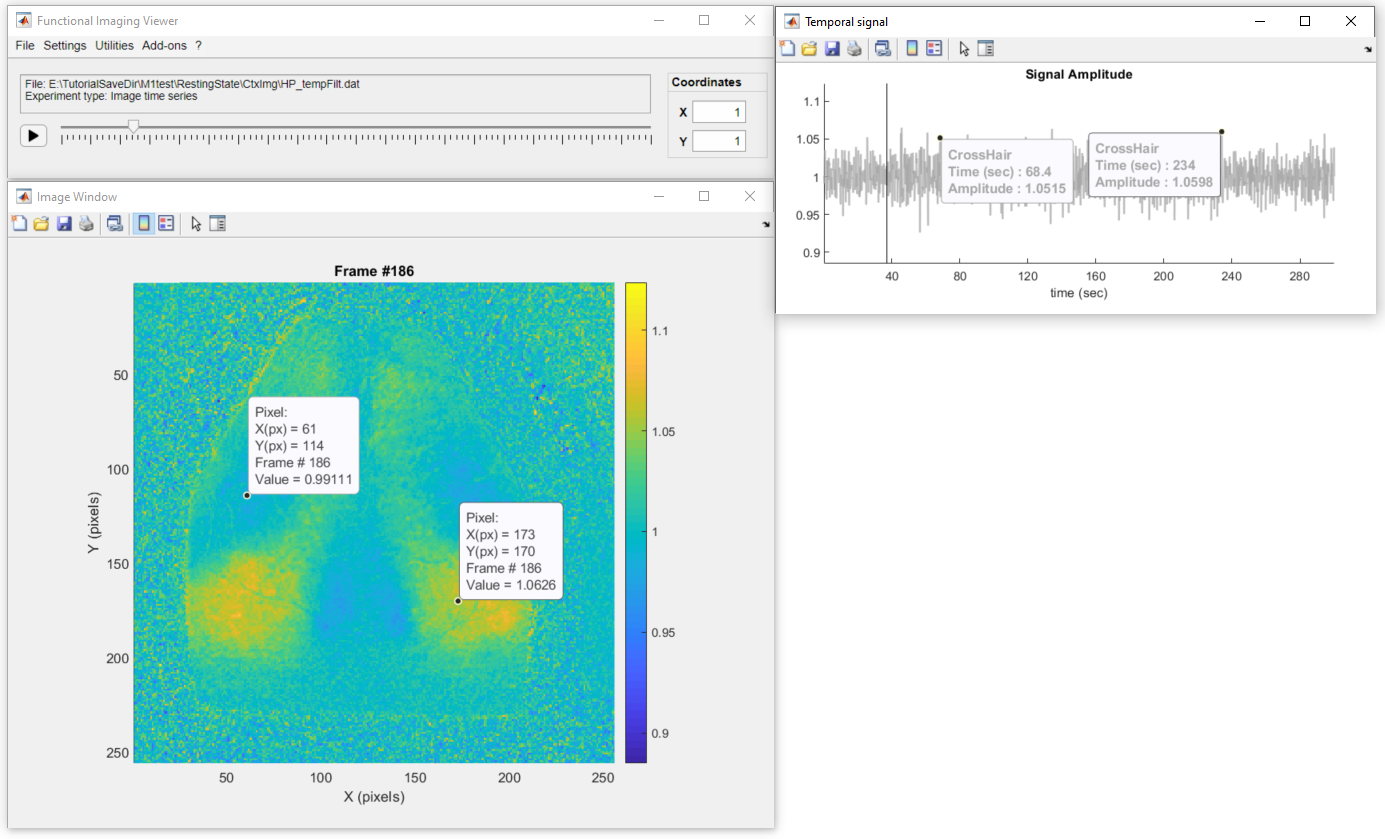 Functional Imaging Viewer
File Settings Utilities Add-ons ?
File: E:\TutorialSaveDir\M1test\RestingState\CtxImg\HP_tempFilt.dat
Experiment type: Image time series
Coordinates
X 1
Y 1
Image Window
Frame #186
50
100
150
200
250
Y (pixels)
Pixel:
X(px) = 61
Y(px) = 114
Frame # 186
Value = 0.99111
Pixel:
X(px) = 173
Y(px) = 170
Frame # 186
Value = 1.0626
50 100 150 200 250
X (pixels)
1.1
1.05
1
0.95
0.9
Temporal signal
Signal Amplitude
1.1
1.05
1
0.95
0.9
CrossHair
Time (sec) : 68.4
Amplitude : 1.0515
CrossHair
Time (sec) : 234
Amplitude : 1.0598
40 80 120 160 200 240 280
time (sec)